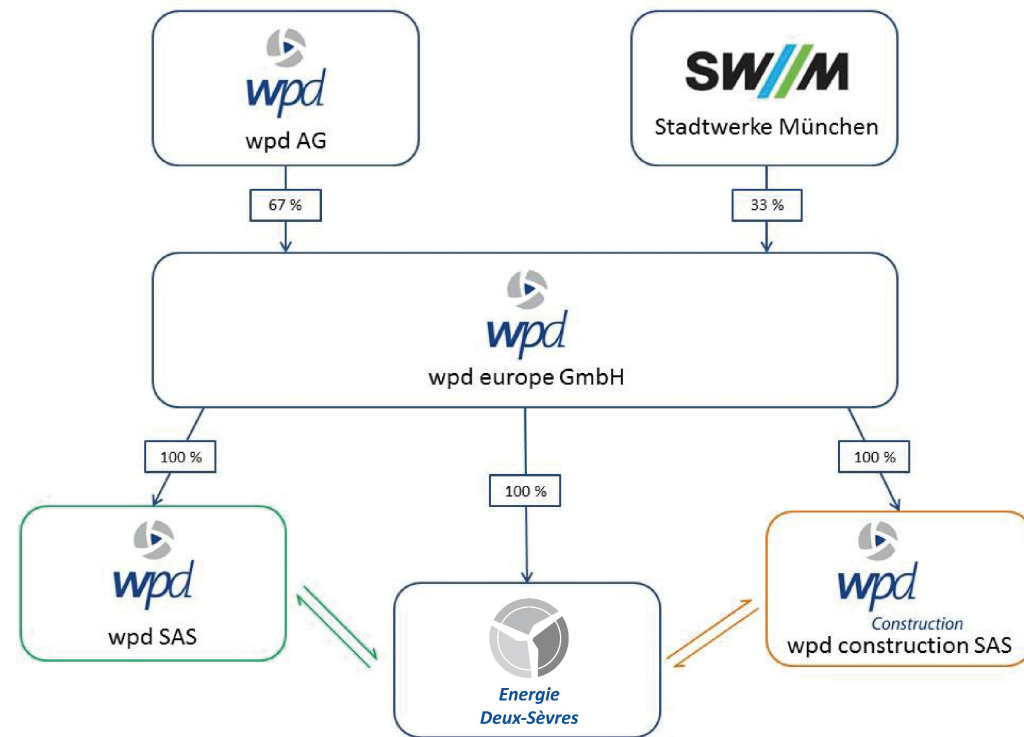 wpd
wpd AG
SW//M
Stadtwerke München
67 %
33 %
wpd
wpd europe GmbH
100 %
100 %
100 %
wpd
wpd SAS
Energie
Deux-Sèvres
wpd
Construction
wpd construction SAS